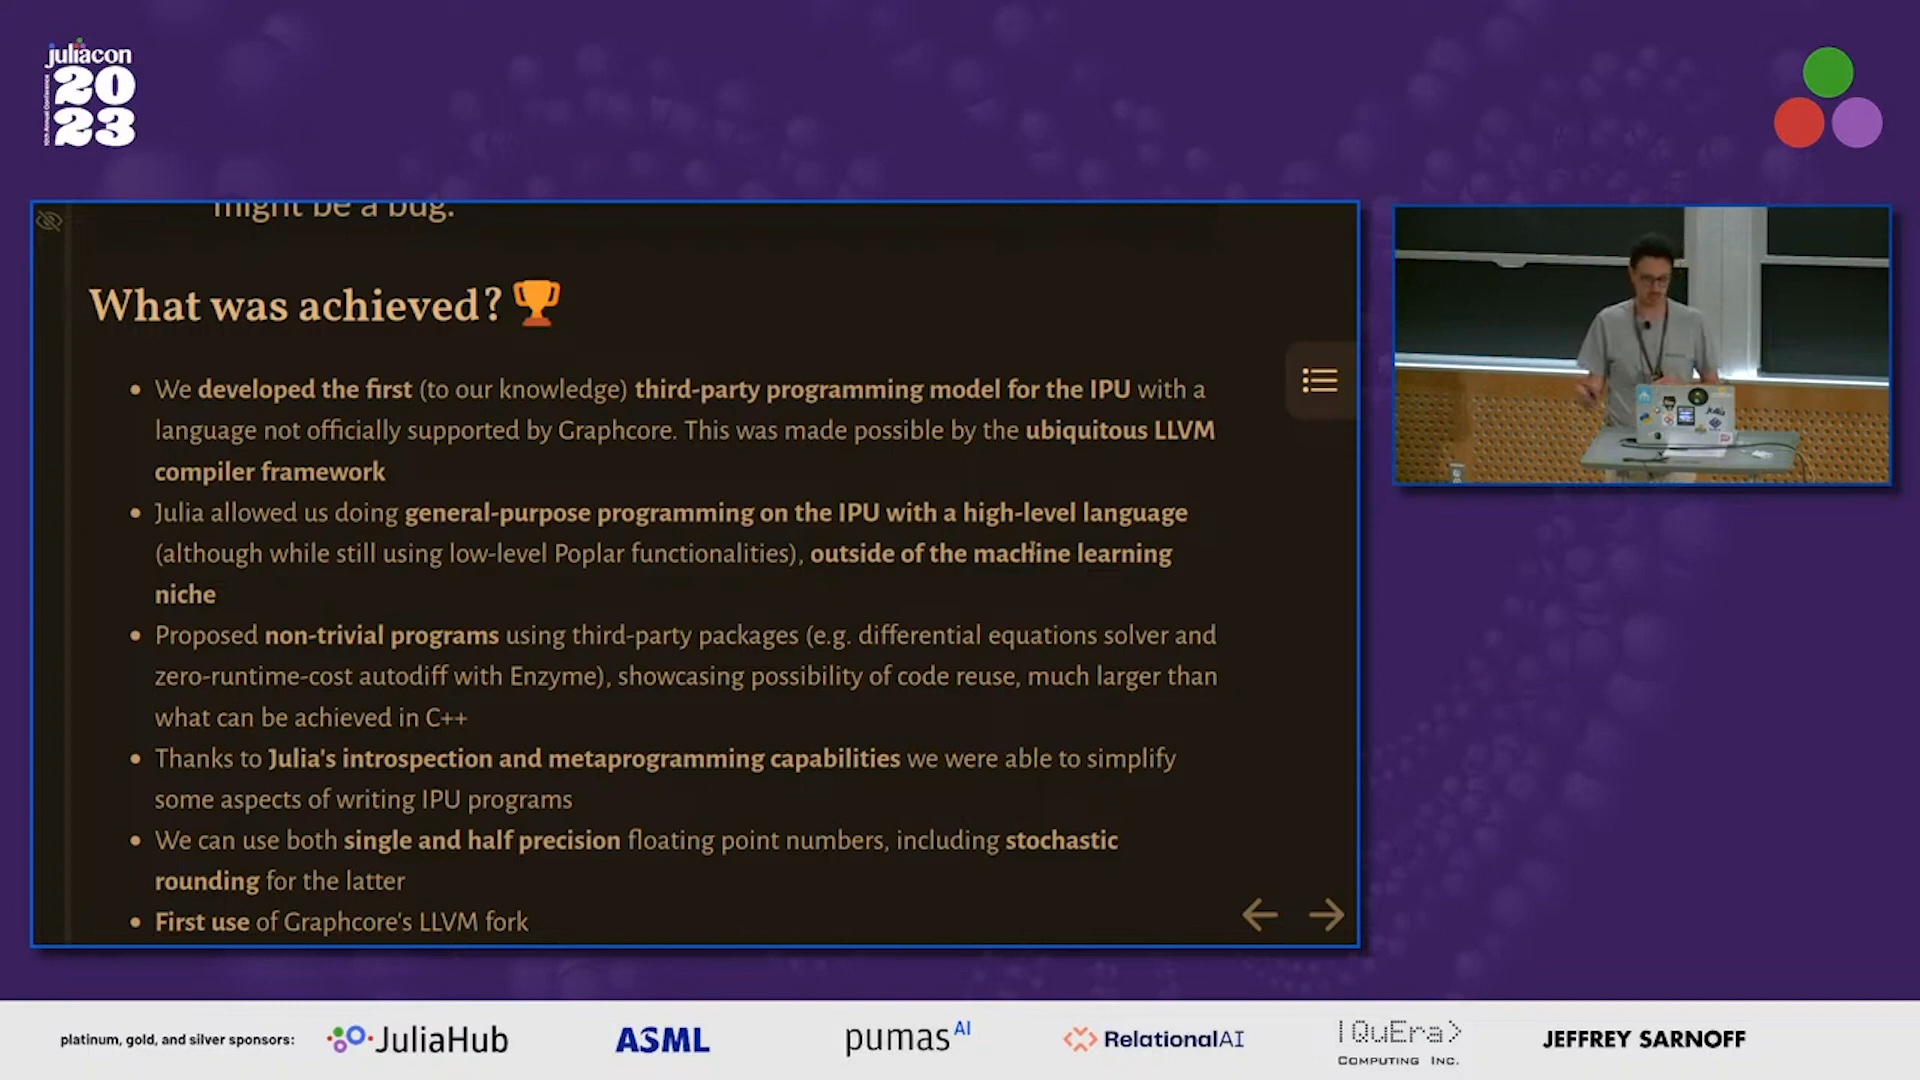 juliacon
20
23
might be a bug.
What was achieved?
• We developed the first (to our knowledge) third-party programming model for the IPU with a
language not officially supported by Graphcore. This was made possible by the ubiquitous LLVM
compiler framework
• Julia allowed us doing general-purpose programming on the IPU with a high-level language
(although while still using low-level Poplar functionalities), outside of the machine learning
niche
• Proposed non-trivial programs using third-party packages (e.g. differential equations solver and
zero-runtime-cost autodiff with Enzyme), showcasing possibility of code reuse, much larger than
what can be achieved in C++
• Thanks to Julia's introspection and metaprogramming capabilities we were able to simplify
some aspects of writing IPU programs
• We can use both single and half precision floating point numbers, including stochastic
rounding for the latter
• First use of Graphcore's LLVM fork
julia
platinum, gold, and silver sponsors:
JuliaHub
ASML
pumasAI
RelationalAI
|QuEra>
COMPUTING INC.
JEFFREY SARNOFF